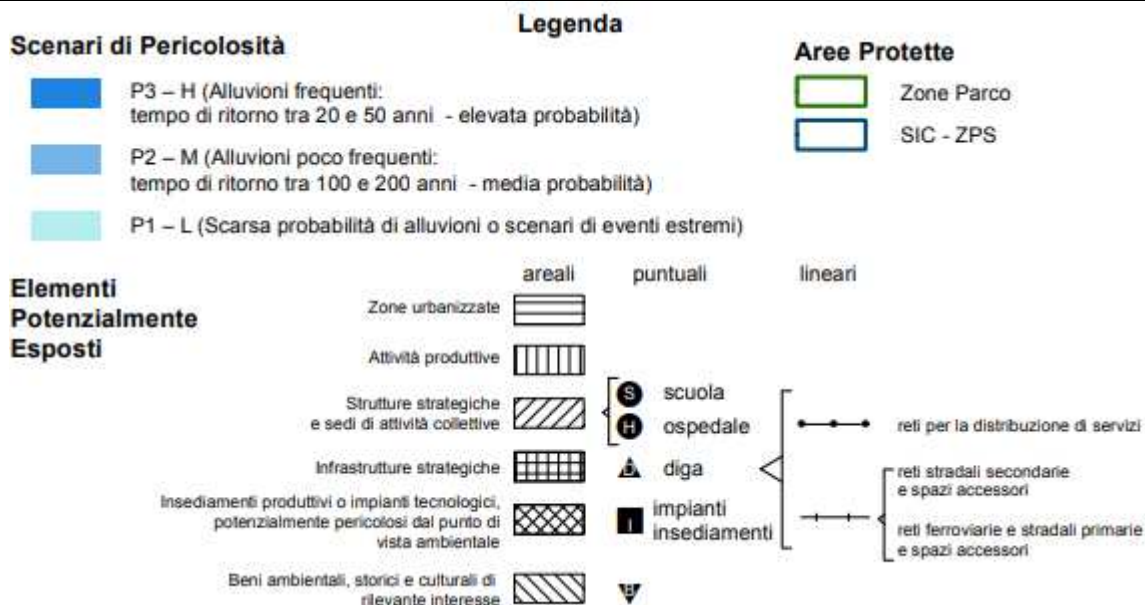 Legenda
Scenari di Pericolosità
P3 – H (Alluvioni frequenti:
tempo di ritorno tra 20 e 50 anni - elevata probabilità)
P2 – M (Alluvioni poco frequenti:
tempo di ritorno tra 100 e 200 anni - media probabilità)
P1 – L (Scarsa probabilità di alluvioni o scenari di eventi estremi)
Aree Protette
Zone Parco
SIC - ZPS
Elementi
Potenzialmente
Esposti
areali
puntuali
lineari
Zone urbanizzate
Attività produttive
Strutture strategiche
e sedi di attività collettive
Infrastrutture strategiche
Insediamenti produttivi o impianti tecnologici,
potenzialmente pericolosi dal punto di
vista ambientale
Beni ambientali, storici e culturali di
rilevante interesse
S scuola
H ospedale
D diga
I impianti
insediamenti
B
reti per la distribuzione di servizi
reti stradali secondarie
e spazi accessori
reti ferroviarie e stradali primarie
e spazi accessori